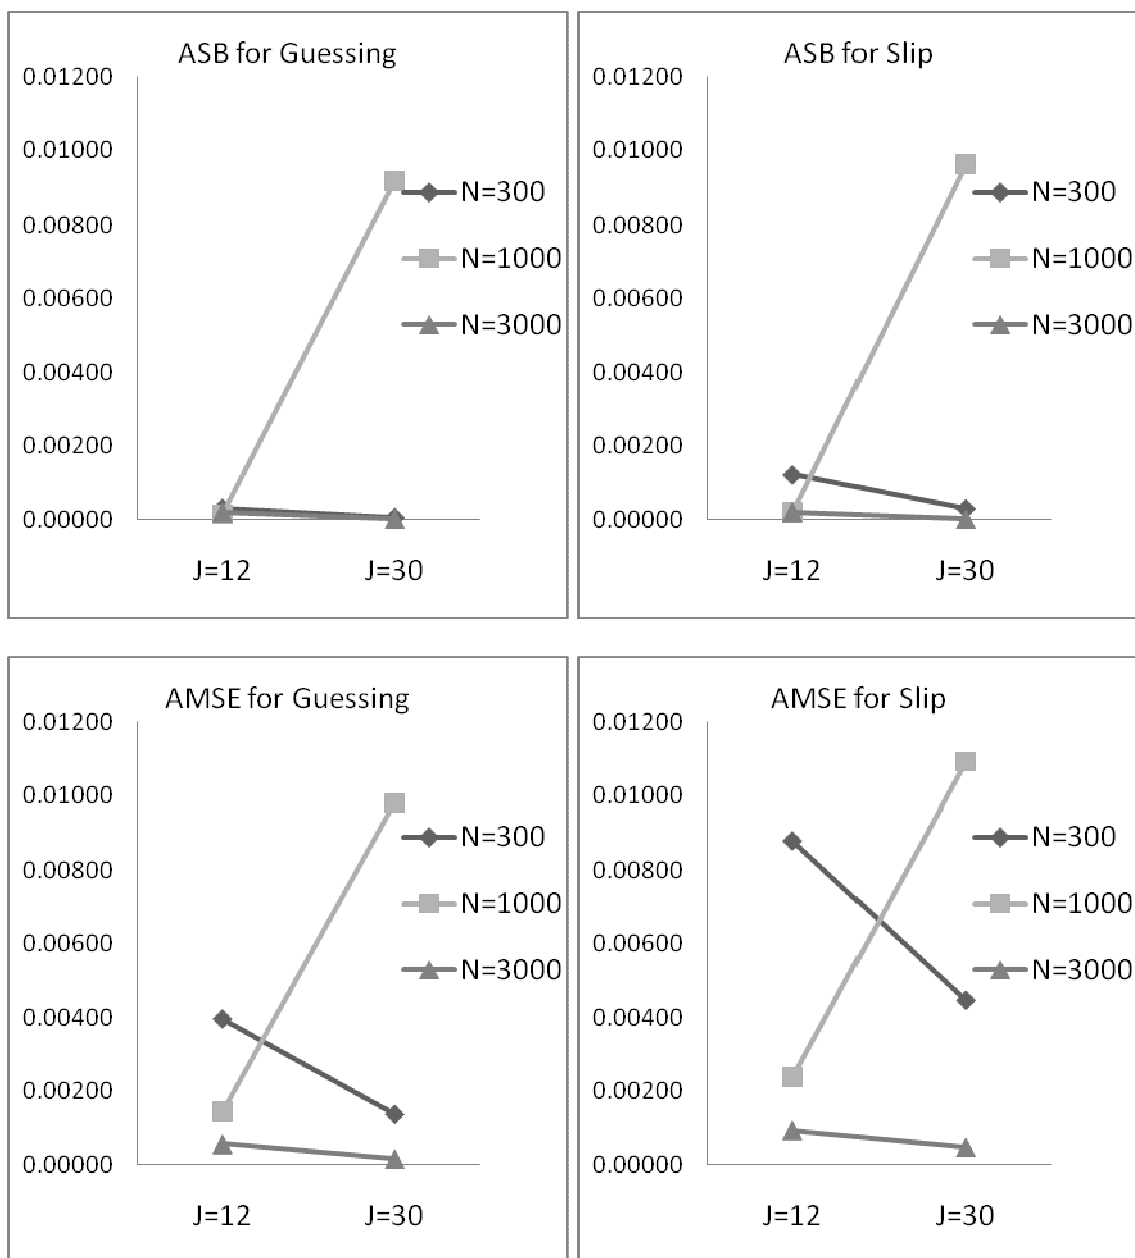 ASB for Guessing
0.01200
0.01000
0.00800
0.00600
0.00400
0.00200
0.00000
J=12 J=30
N=300
N=1000
N=3000
ASB for Slip
0.01200
0.01000
0.00800
0.00600
0.00400
0.00200
0.00000
J=12 J=30
N=300
N=1000
N=3000
AMSE for Guessing
0.01200
0.01000
0.00800
0.00600
0.00400
0.00200
0.00000
J=12 J=30
N=300
N=1000
N=3000
AMSE for Slip
0.01200
0.01000
0.00800
0.00600
0.00400
0.00200
0.00000
J=12 J=30
N=300
N=1000
N=3000